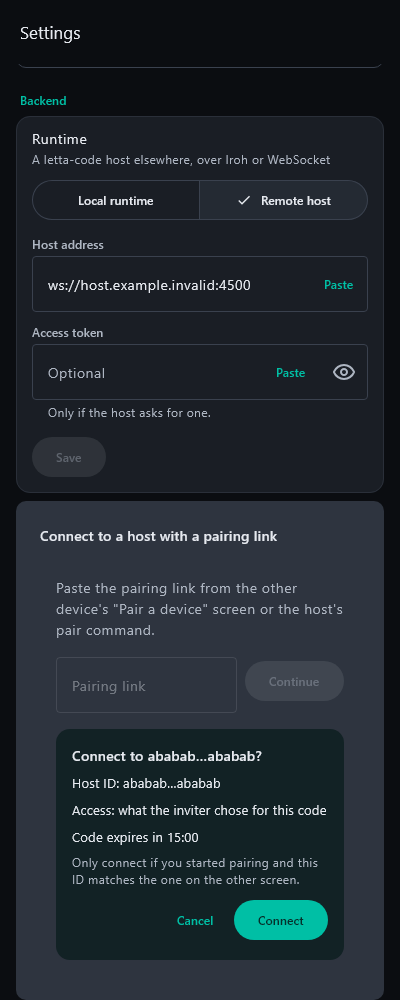 Settings
Backend
Runtime
A letta-code host elsewhere, over Iroh or WebSocket
Local runtime
Remote host
Host address
ws://host.example.invalid:4500
Paste
Access token
Optional
Paste
Only if the host asks for one.
Save
Connect to a host with a pairing link
Paste the pairing link from the other
device's "Pair a device" screen or the host's
pair command.
Pairing link
Continue
Connect to ababab...ababab?
Host ID: ababab...ababab
Access: what the inviter chose for this code
Code expires in 15:00
Only connect if you started pairing and this
ID matches the one on the other screen.
Cancel
Connect